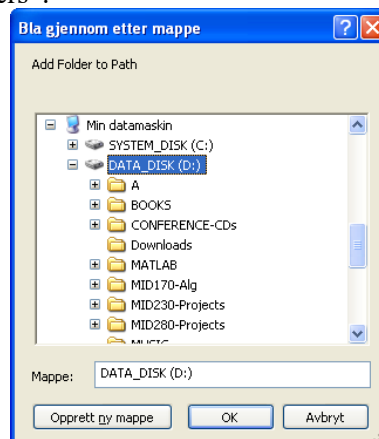 Bla gjennom etter mappe
Add Folder to Path
Min datamaskin
SYSTEM_DISK (C:)
DATA_DISK (D:)
A
BOOKS
CONFERENCE-CDs
Downloads
MATLAB
MID170-Alg
MID230-Projects
MID280-Projects
MUSIC
Mappe: DATA_DISK (D:)
Opprett ny mappe OK Avbryt